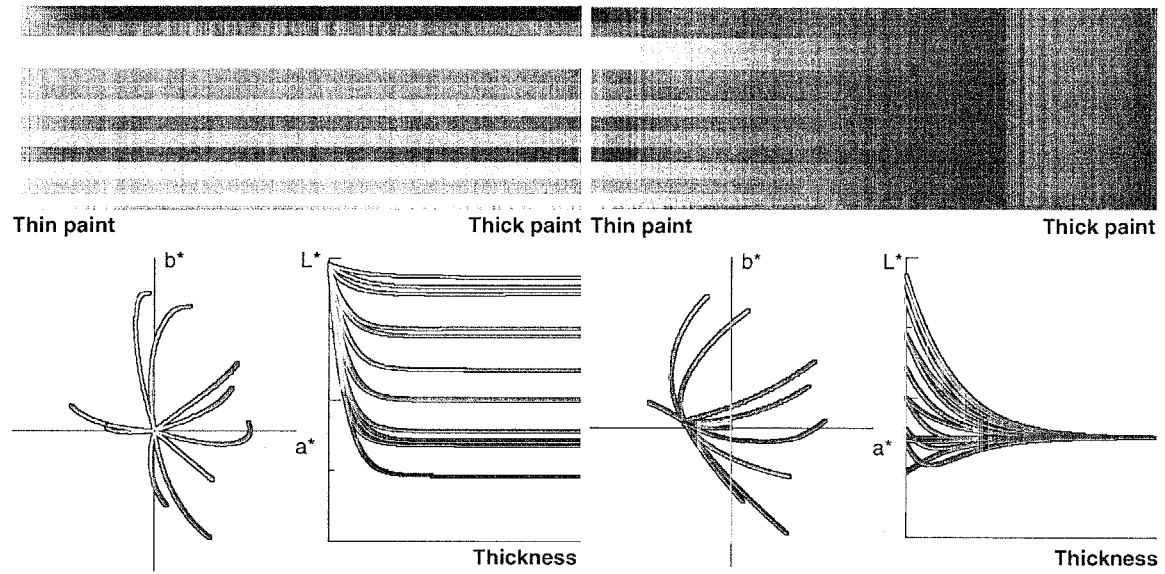 Thin paint Thick paint Thin paint Thick paint
b* L* b* L*
a* a*
Thickness Thickness